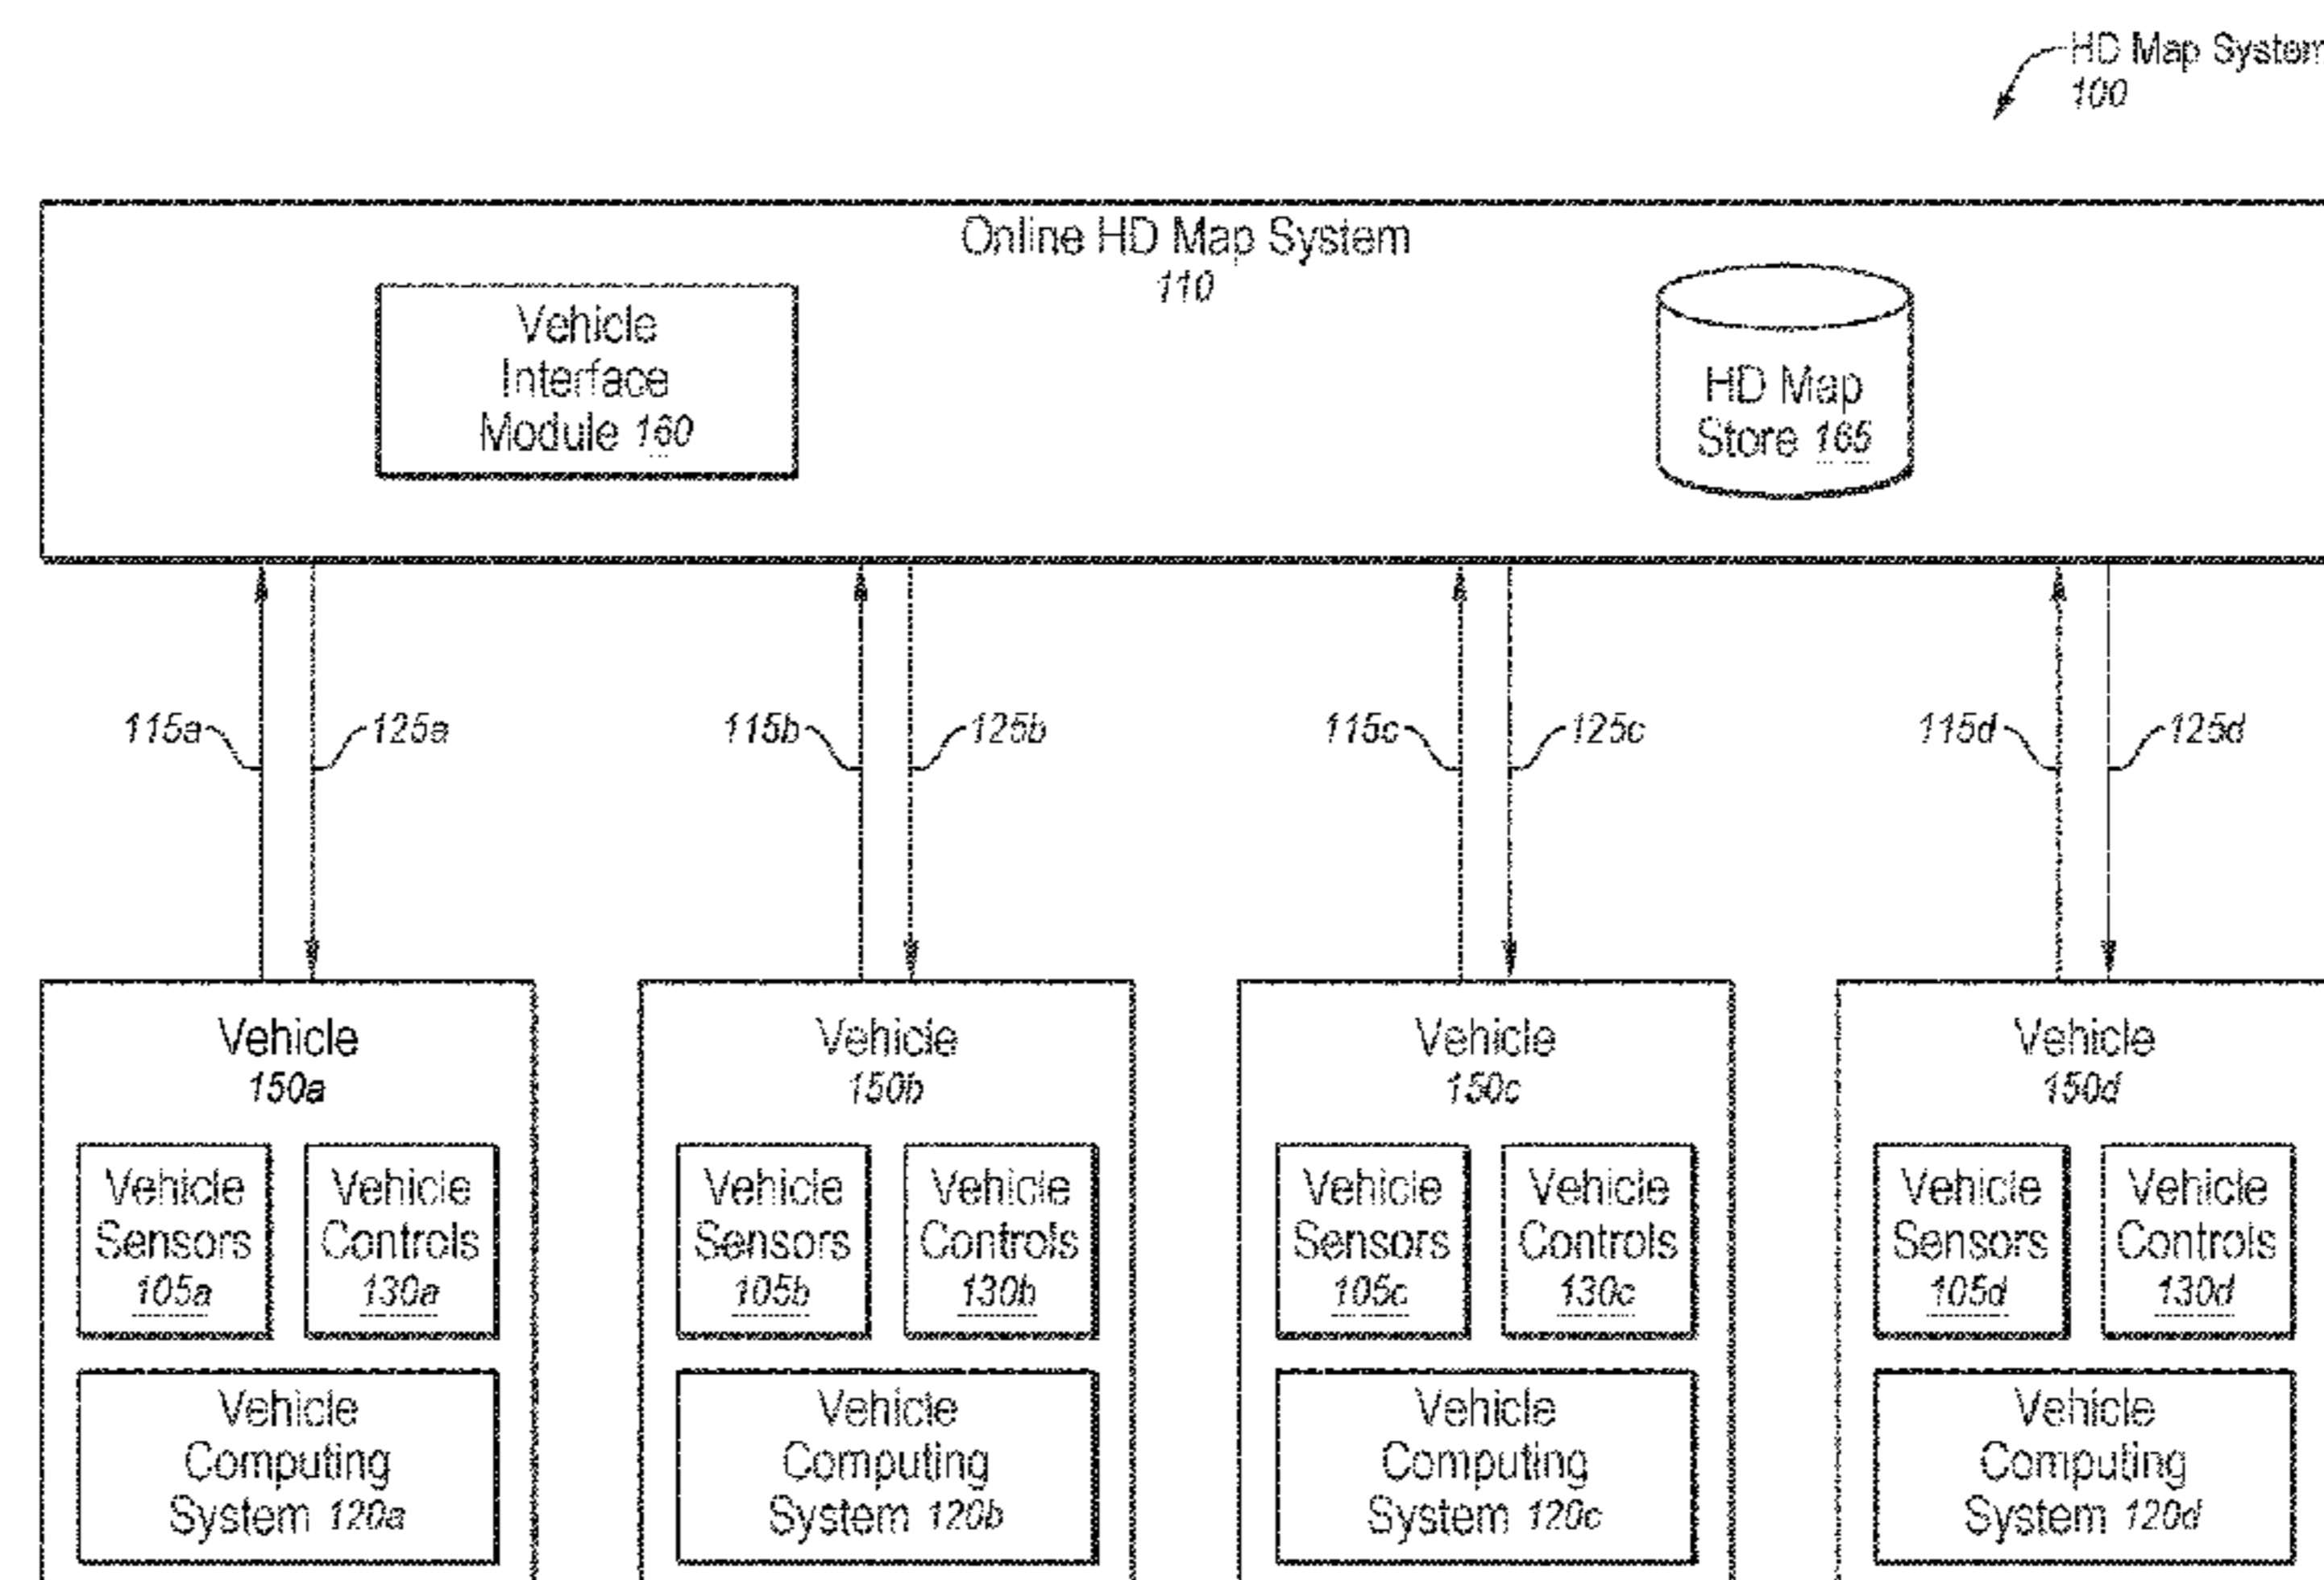 HD Map System
100
Online HD Map System
110
Vehicle
Interface
Module 160
HD Map
Store 165
115a
125a
115b
125b
115c
125c
115d
125d
Vehicle
150a
Vehicle
Sensors
105a
Vehicle
Controls
130a
Vehicle
Computing
System 120a
Vehicle
150b
Vehicle
Sensors
105b
Vehicle
Controls
130b
Vehicle
Computing
System 120b
Vehicle
150c
Vehicle
Sensors
105c
Vehicle
Controls
130c
Vehicle
Computing
System 120c
Vehicle
150d
Vehicle
Sensors
105d
Vehicle
Controls
130d
Vehicle
Computing
System 120d